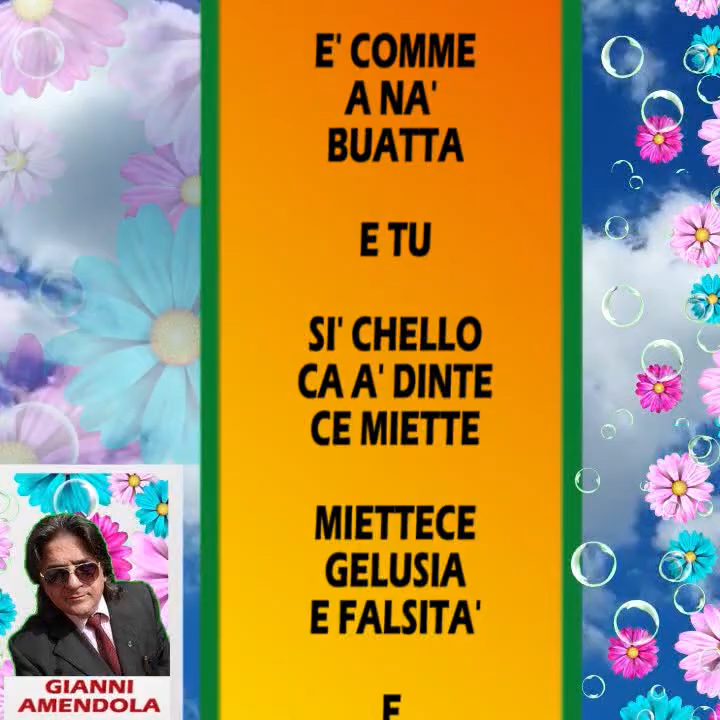 E' COMME
A NA'
BUATTA
E TU
SI' CHELLO
CA A' DINTE
CE MIETTE
MIETTECE
GELUSIA
E FALSITA'
GIANNI
AMENDOLA